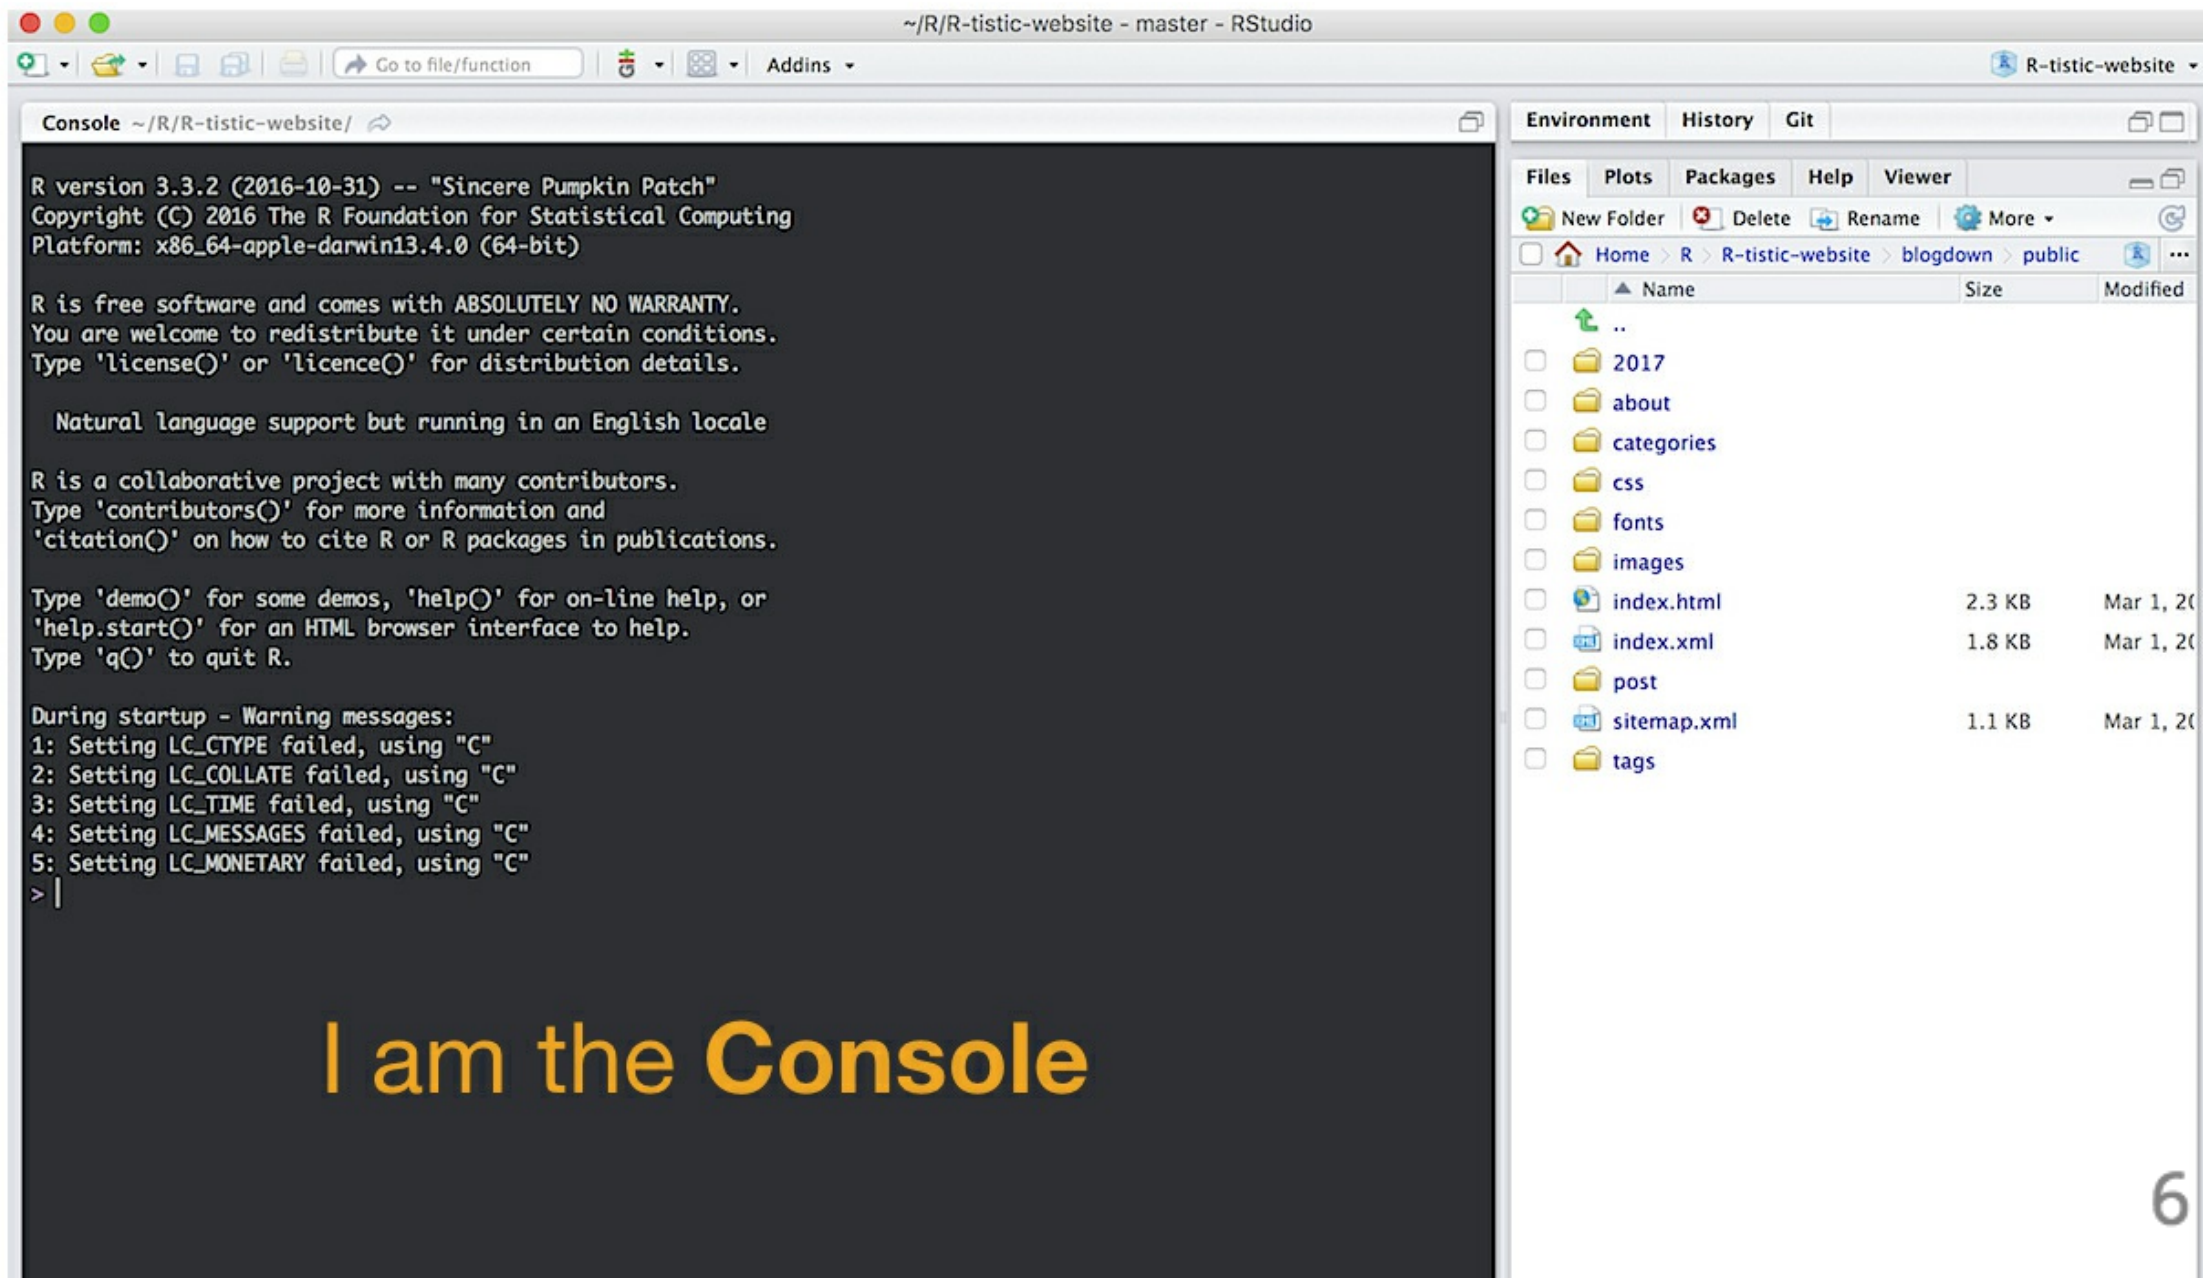 ~/R/R-tistic-website - master - RStudio
Go to file/function
Addins
R-tistic-website
Console ~/R/R-tistic-website/
R version 3.3.2 (2016-10-31) -- "Sincere Pumpkin Patch"
Copyright (C) 2016 The R Foundation for Statistical Computing
Platform: x86_64-apple-darwin13.4.0 (64-bit)
R is free software and comes with ABSOLUTELY NO WARRANTY.
You are welcome to redistribute it under certain conditions.
Type 'license()' or 'licence()' for distribution details.
Natural language support but running in an English locale
R is a collaborative project with many contributors.
Type 'contributors()' for more information and
'citation()' on how to cite R or R packages in publications.
Type 'demo()' for some demos, 'help()' for on-line help, or
'help.start()' for an HTML browser interface to help.
Type 'q()' to quit R.
During startup - Warning messages:
1: Setting LC_CTYPE failed, using "C"
2: Setting LC_COLLATE failed, using "C"
3: Setting LC_TIME failed, using "C"
4: Setting LC_MESSAGES failed, using "C"
5: Setting LC_MONETARY failed, using "C"
>
I am the Console
Environment History Git
Files Plots Packages Help Viewer
New Folder Delete Rename More
Home R R-tistic-website blogdown public ...
Name Size Modified
..
2017
about
categories
css
fonts
images
index.html 2.3 KB Mar 1, 20
index.xml 1.8 KB Mar 1, 20
post
sitemap.xml 1.1 KB Mar 1, 20
tags
6